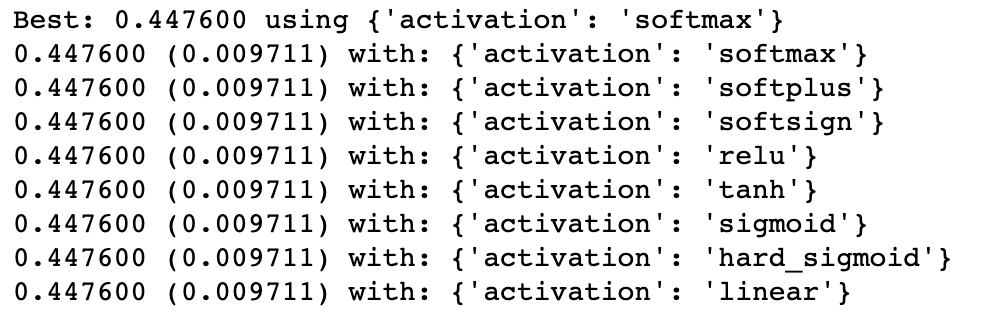 Best: 0.447600 using {'activation': 'softmax'}
0.447600 (0.009711) with: {'activation': 'softmax'}
0.447600 (0.009711) with: {'activation': 'softplus'}
0.447600 (0.009711) with: {'activation': 'softsign'}
0.447600 (0.009711) with: {'activation': 'relu'}
0.447600 (0.009711) with: {'activation': 'tanh'}
0.447600 (0.009711) with: {'activation': 'sigmoid'}
0.447600 (0.009711) with: {'activation': 'hard_sigmoid'}
0.447600 (0.009711) with: {'activation': 'linear'}